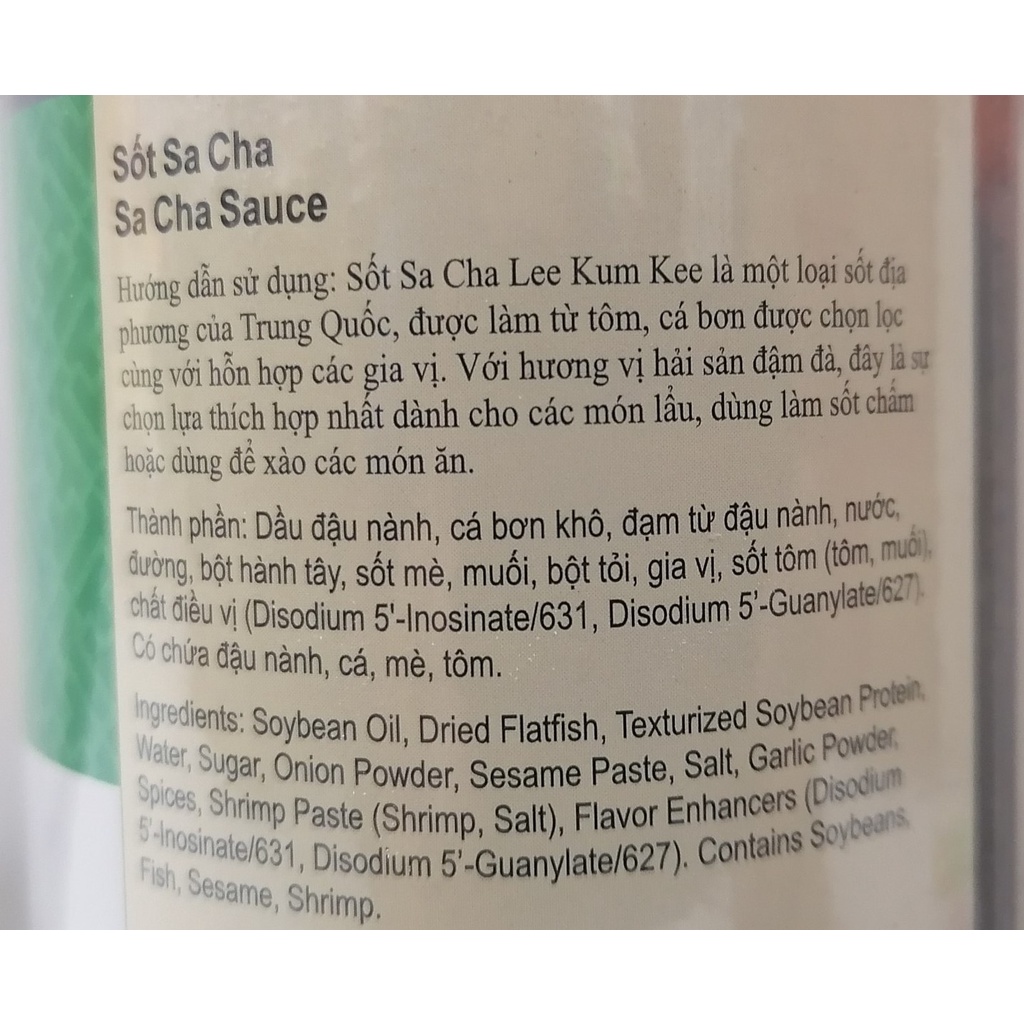 Sốt Sa Cha
Sa Cha Sauce
Hướng dẫn sử dụng: Sốt Sa Cha Lee Kum Kee là một loại sốt địa
phương của Trung Quốc, được làm từ tôm, cá bơn được chọn lọc
cùng với hỗn hợp các gia vị. Với hương vị hải sản đậm đà, đây là sự
chọn lựa thích hợp nhất dành cho các món lẩu, dùng làm sốt chấm
hoặc dùng để xào các món ăn.
Thành phần: Dầu đậu nành, cá bơn khô, đạm từ đậu nành, nước,
đường, bột hành tây, sốt mè, muối, bột tỏi, gia vị, sốt tôm (tôm, muối),
chất điều vị (Disodium 5'-Inosinate/631, Disodium 5'-Guanylate/627).
Có chứa đậu nành, cá, mè, tôm.
Ingredients: Soybean Oil, Dried Flatfish, Texturized Soybean Protein,
Water, Sugar, Onion Powder, Sesame Paste, Salt, Garlic Powder,
Spices, Shrimp Paste (Shrimp, Salt), Flavor Enhancers (Disodium
5'-Inosinate/631, Disodium 5'-Guanylate/627). Contains Soybeans,
Fish, Sesame, Shrimp.